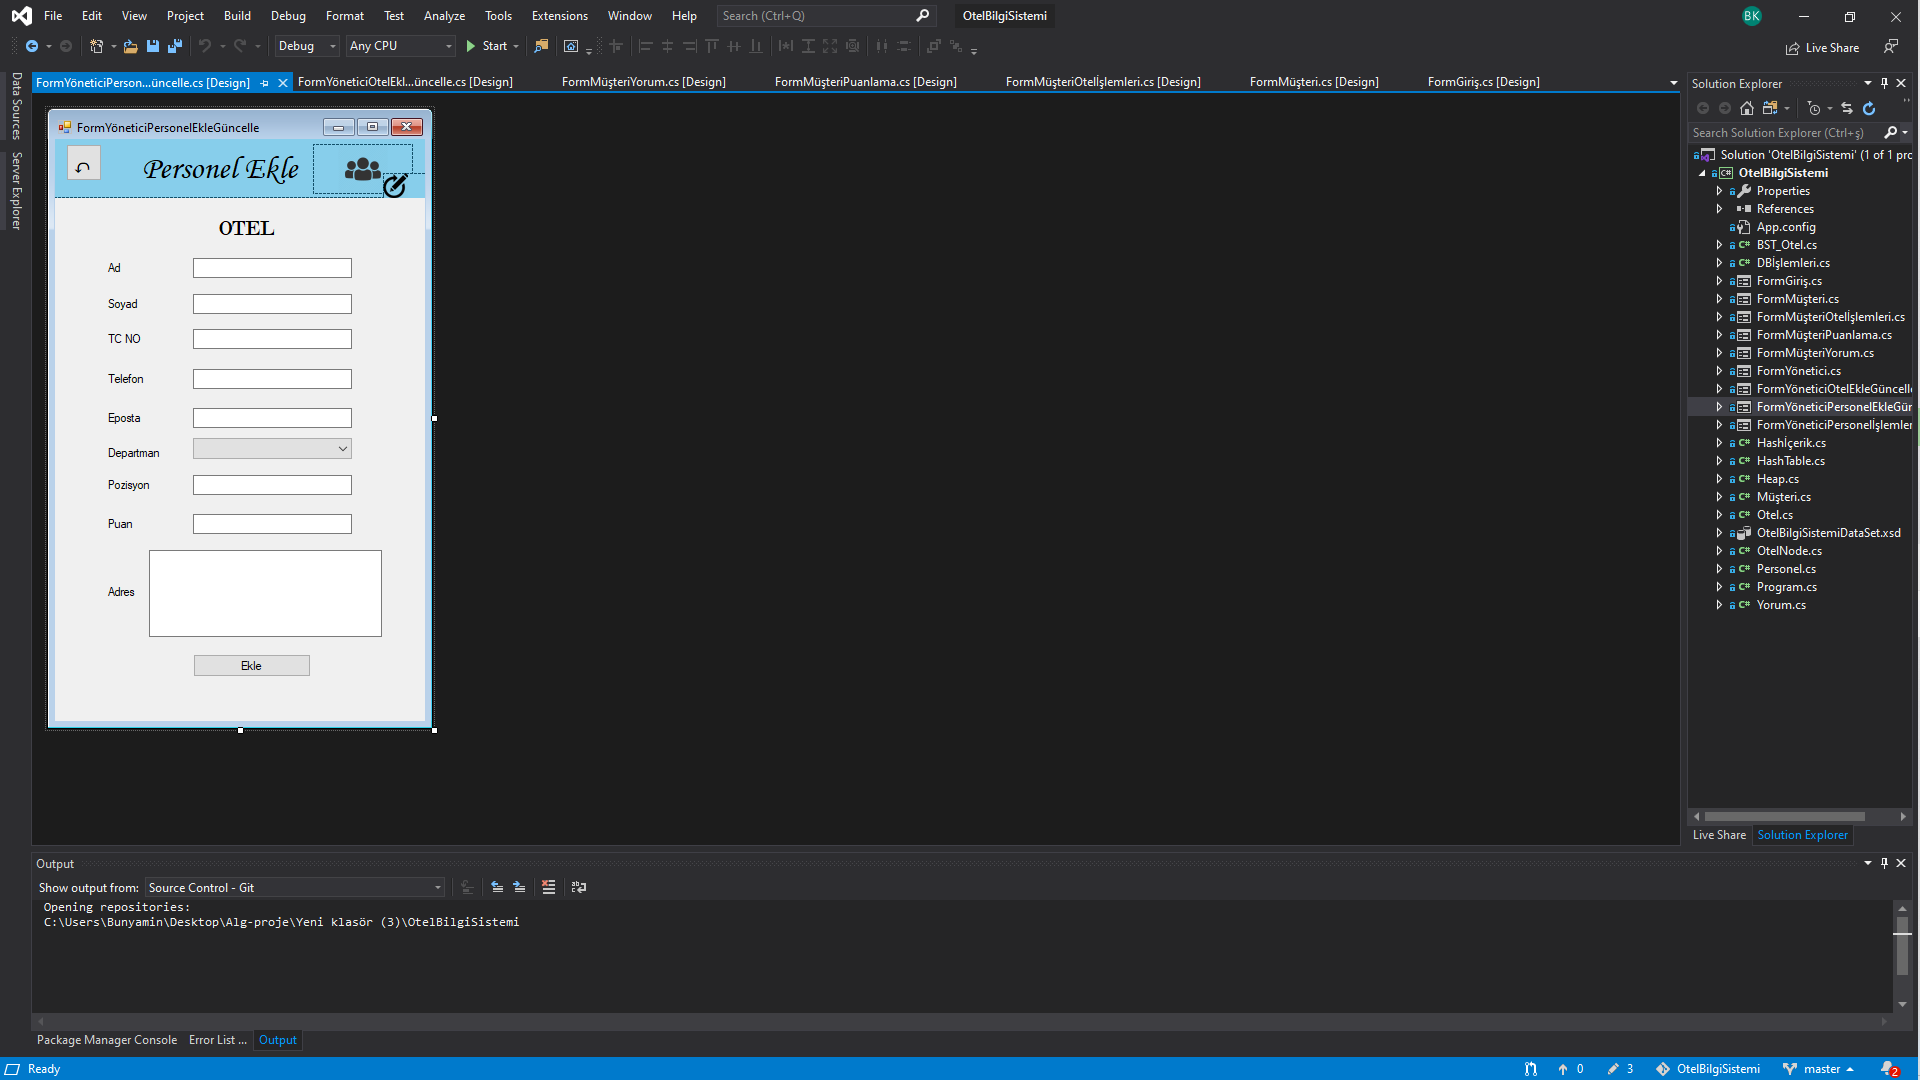 File Edit View Project Build Debug Format Test Analyze Tools Extensions Window Help Search (Ctrl+Q) OtelBilgiSistemi BK
Debug Any CPU Start Live Share
Data Sources
Server Explorer
FormYöneticiPerson...üncelle.cs [Design] FormYöneticiOtelEkl...üncelle.cs [Design] FormMüşteriYorum.cs [Design] FormMüşteriPuanlama.cs [Design] FormMüşteriOtelİşlemleri.cs [Design] FormMüşteri.cs [Design] FormGiriş.cs [Design]
FormYöneticiPersonelEkleGüncelle
Personel Ekle
OTEL
Ad
Soyad
TC NO
Telefon
Eposta
Departman
Pozisyon
Puan
Adres
Ekle
Solution Explorer
Search Solution Explorer (Ctrl+ş)
Solution 'OtelBilgiSistemi' (1 of 1 pro
OtelBilgiSistemi
Properties
References
App.config
BST_Otel.cs
DBİşlemleri.cs
FormGiriş.cs
FormMüşteri.cs
FormMüşteriOtelİşlemleri.cs
FormMüşteriPuanlama.cs
FormMüşteriYorum.cs
FormYönetici.cs
FormYöneticiOtelEkleGüncelle
FormYöneticiPersonelEkleGün
FormYöneticiPersonelİşlemler
Hashİçerik.cs
HashTable.cs
Heap.cs
Müşteri.cs
Otel.cs
OtelBilgiSistemiDataSet.xsd
OtelNode.cs
Personel.cs
Program.cs
Yorum.cs
Live Share Solution Explorer
Output
Show output from: Source Control - Git
Opening repositories:
C:\Users\Bunyamin\Desktop\Alg-proje\Yeni klasör (3)\OtelBilgiSistemi
Package Manager Console Error List ... Output
Ready 0 3 OtelBilgiSistemi master 2